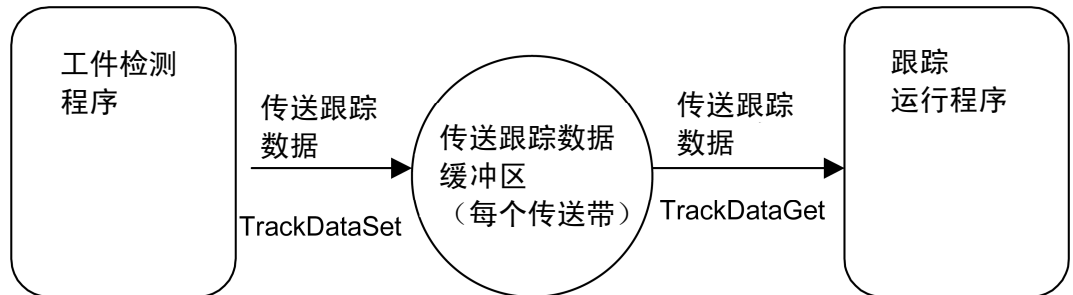 工件检测
程序
传送跟踪
数据
TrackDataSet
传送跟踪数据
缓冲区
（每个传送带）
传送跟踪
数据
TrackDataGet
跟踪
运行程序